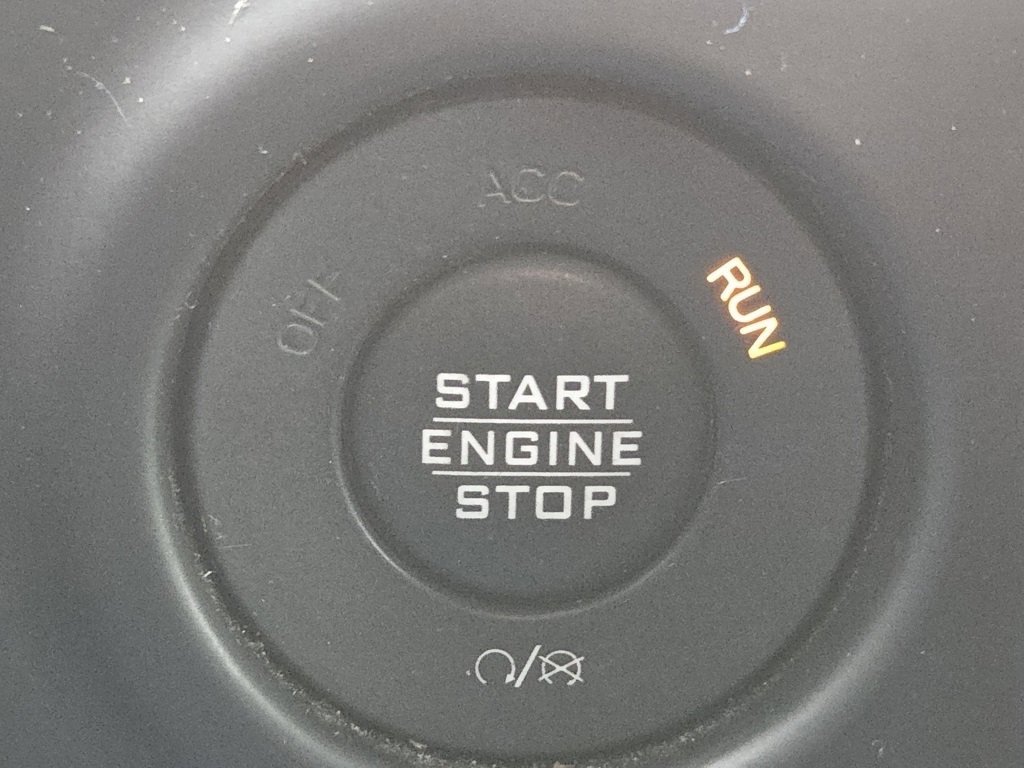 ACC
OFF
RUN
START
ENGINE
STOP